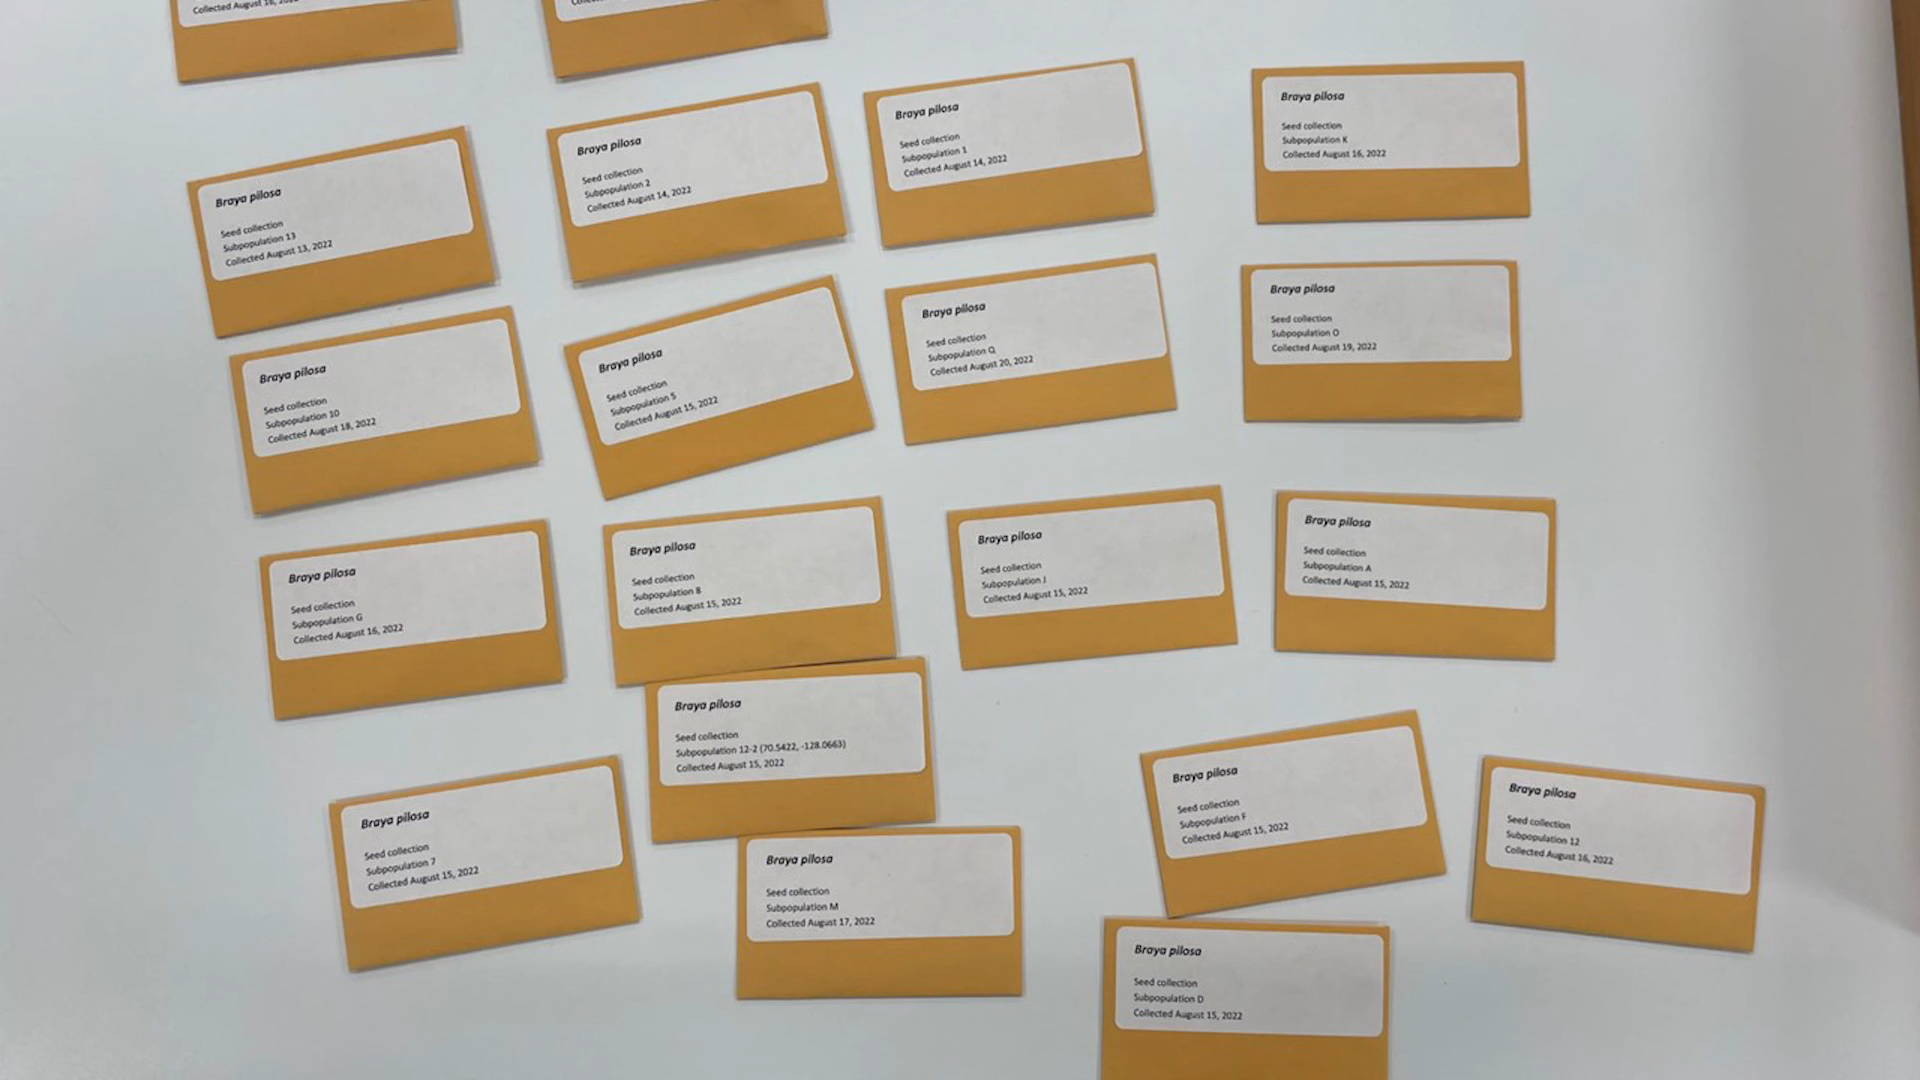 Collected August 16, 2022
Braya pilosa
Seed collection
Subpopulation 13
Collected August 13, 2022
Braya pilosa
Seed collection
Subpopulation 2
Collected August 14, 2022
Braya pilosa
Seed collection
Subpopulation 1
Collected August 14, 2022
Braya pilosa
Seed collection
Subpopulation K
Collected August 16, 2022
Braya pilosa
Seed collection
Subpopulation 10
Collected August 18, 2022
Braya pilosa
Seed collection
Subpopulation 5
Collected August 15, 2022
Braya pilosa
Seed collection
Subpopulation Q
Collected August 20, 2022
Braya pilosa
Seed collection
Subpopulation O
Collected August 19, 2022
Braya pilosa
Seed collection
Subpopulation G
Collected August 16, 2022
Braya pilosa
Seed collection
Subpopulation 8
Collected August 15, 2022
Braya pilosa
Seed collection
Subpopulation J
Collected August 15, 2022
Braya pilosa
Seed collection
Subpopulation A
Collected August 15, 2022
Braya pilosa
Seed collection
Subpopulation 12-2 (70.5422, -128.0663)
Collected August 15, 2022
Braya pilosa
Seed collection
Subpopulation 7
Collected August 15, 2022
Braya pilosa
Seed collection
Subpopulation M
Collected August 17, 2022
Braya pilosa
Seed collection
Subpopulation F
Collected August 15, 2022
Braya pilosa
Seed collection
Subpopulation 12
Collected August 16, 2022
Braya pilosa
Seed collection
Subpopulation D
Collected August 15, 2022